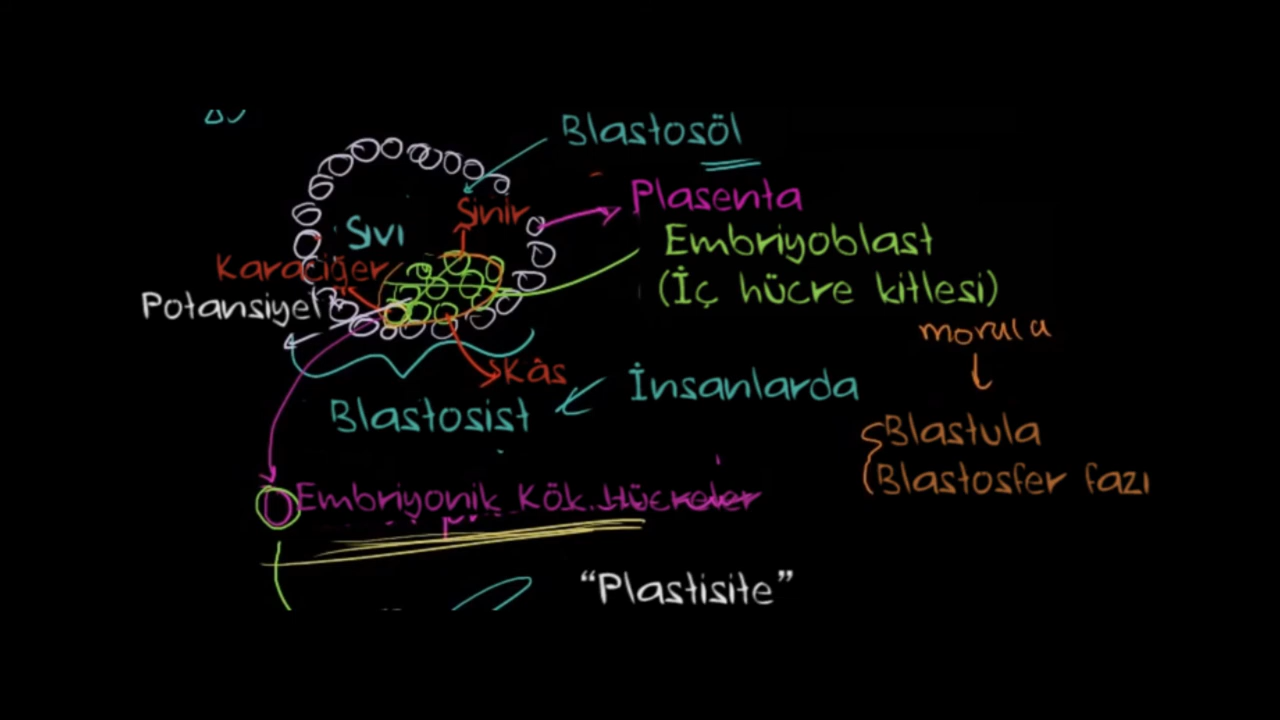 Blastosöl
Plasenta
Sinir
Sıvı
Embriyoblast
Karaciğer
(İç hücre kitlesi)
Potansiyel
morula
Kas
İnsanlarda
Blastosist
Blastula
Blastosfer fazı
Embriyonik Kök Hücreler
“Plastisite”